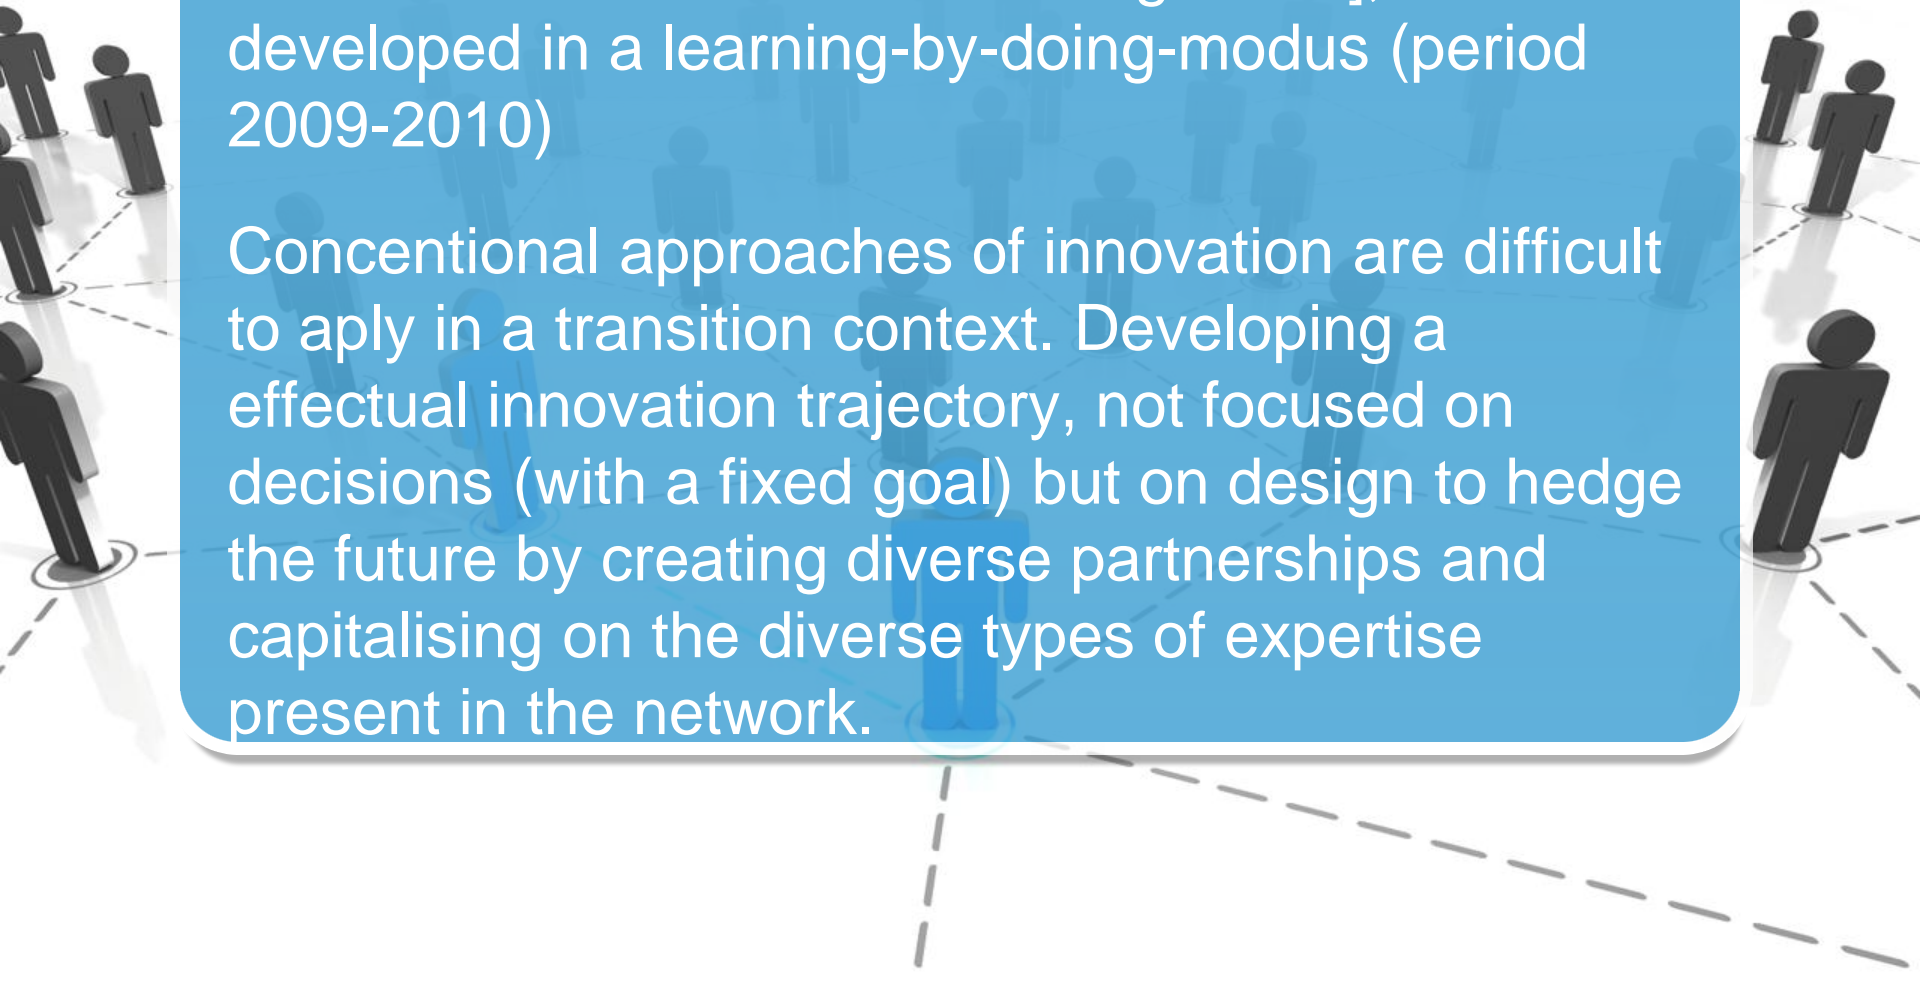 developed in a learning-by-doing-modus (period
2009-2010)
Concentional approaches of innovation are difficult
to aply in a transition context. Developing a
effectual innovation trajectory, not focused on
decisions (with a fixed goal) but on design to hedge
the future by creating diverse partnerships and
capitalising on the diverse types of expertise
present in the network.